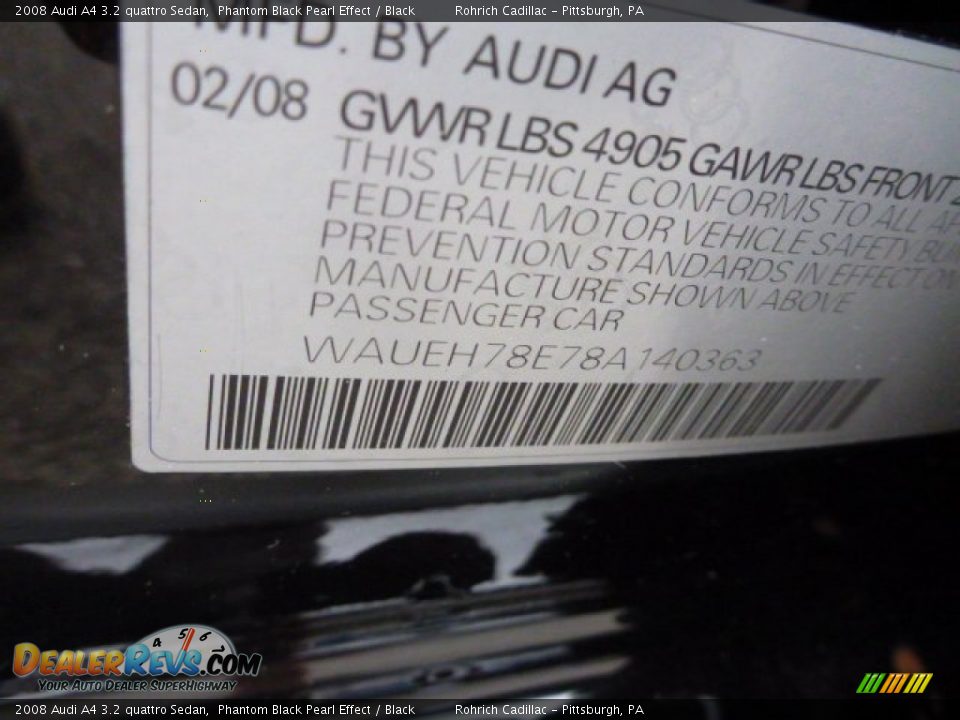 2008 Audi A4 3.2 quattro Sedan, Phantom Black Pearl Effect / Black Rohrich Cadillac - Pittsburgh, PA
MFD. BY AUDI AG
02/08 GVWR LBS 4905 GAWR LBS FRONT
THIS VEHICLE CONFORMS TO ALL
FEDERAL MOTOR VEHICLE SAFETY
PREVENTION STANDARDS IN EFFECT ON
MANUFACTURE SHOWN ABOVE
PASSENGER CAR
WAUEH78E78A140363
4 5 6
DEALERREVS.COM
YOUR AUTO DEALER SUPERHIGHWAY
2008 Audi A4 3.2 quattro Sedan, Phantom Black Pearl Effect / Black Rohrich Cadillac - Pittsburgh, PA